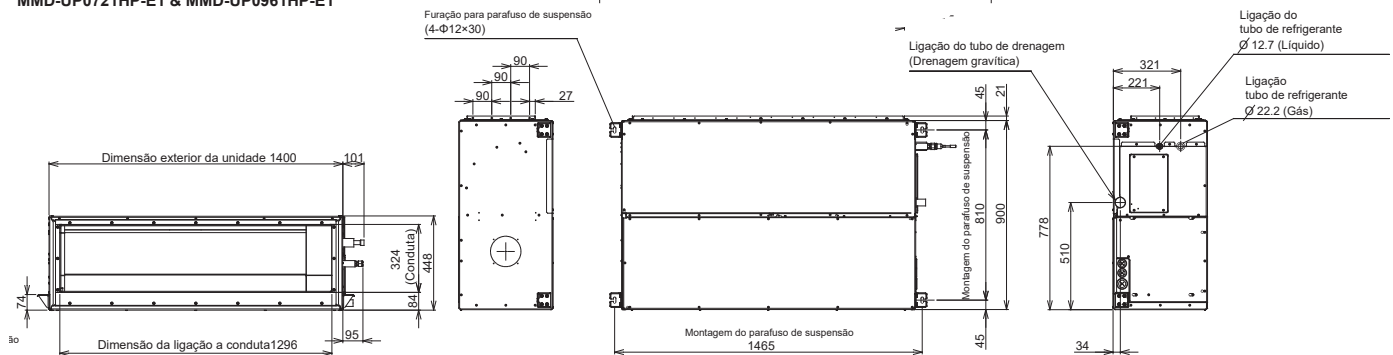 MMD-UP0721HP-E1 & MMD-UP0961HP-E1
Furação para parafuso de suspensão
(4-Φ12×30)
Ligação do tubo de drenagem
(Drenagem gravítica)
Ligação do
tubo de refrigerante
Ø 12.7 (Líquido)
Ligação
tubo de refrigerante
Ø 22.2 (Gás)
90
90
90
27
45
21
321
221
Dimensão exterior da unidade 1400
101
324
(Conduta)
448
74
84
95
Dimensão da ligação a conduta1296
ão
Montagem do parafuso de suspensão
810
900
45
Montagem do parafuso de suspensão
1465
778
510
34